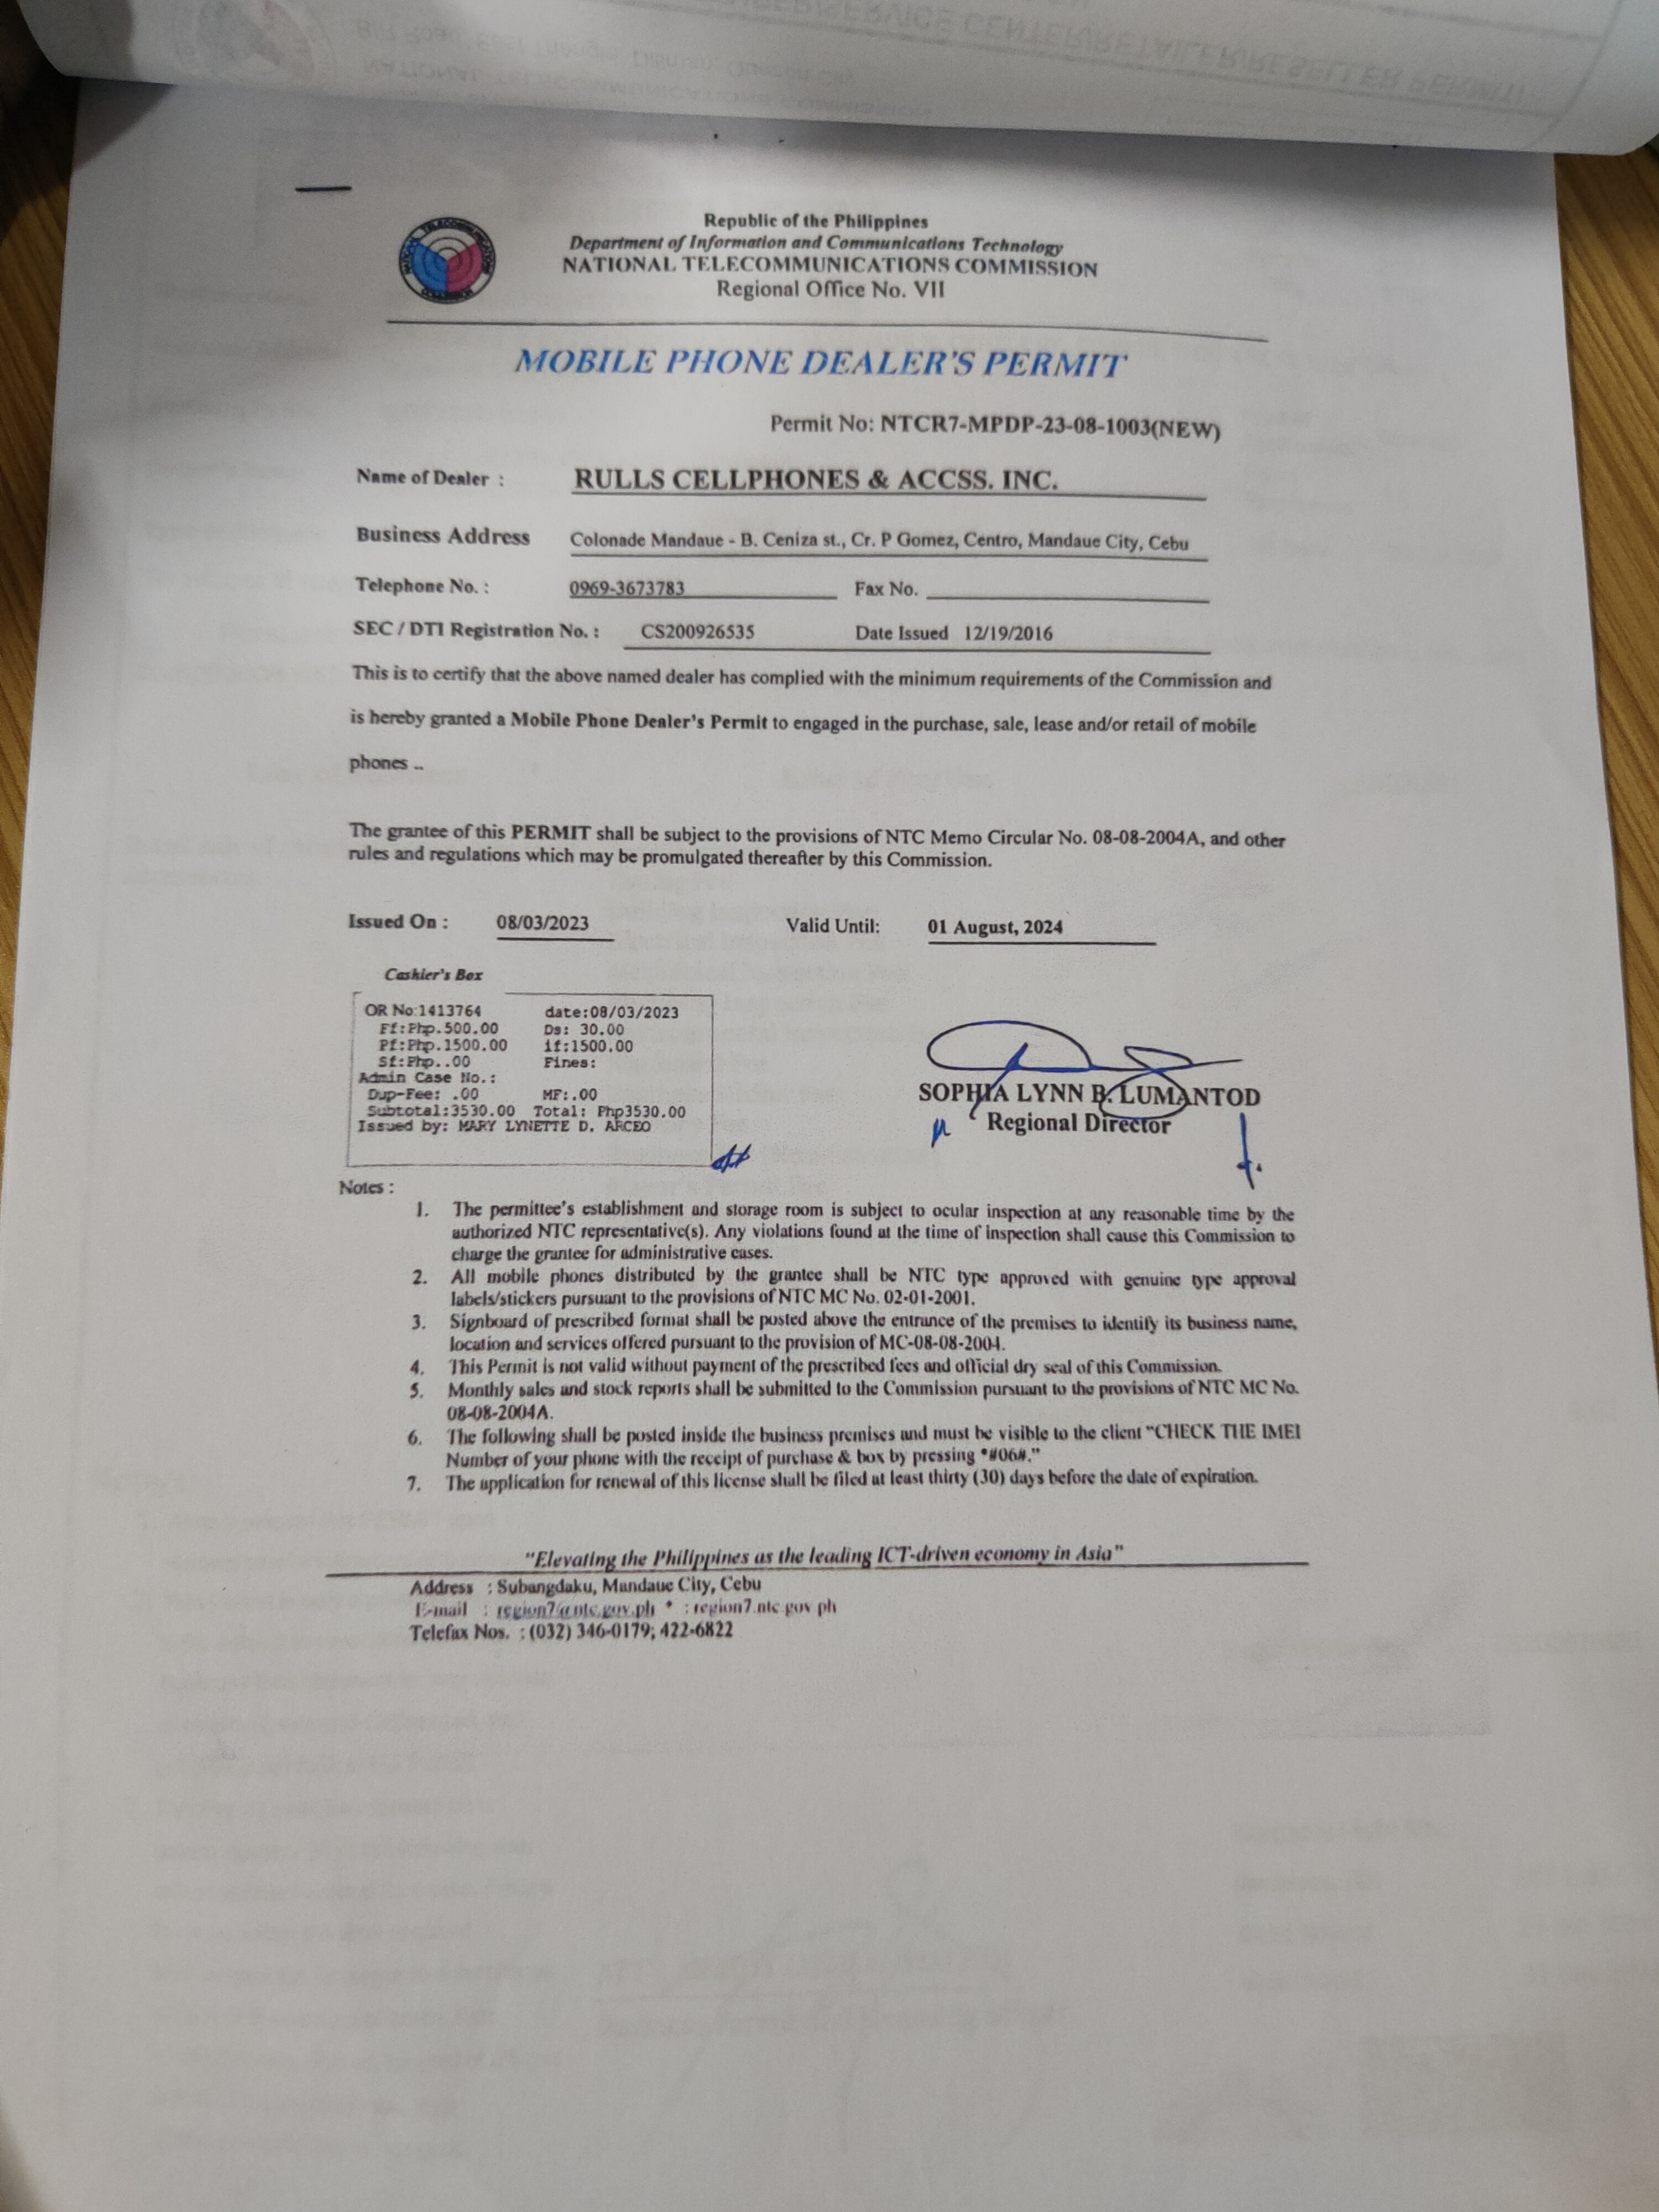 Republic of the Philippines
Department of Information and Communications Technology
NATIONAL TELECOMMUNICATIONS COMMISSION
Regional Office No. VII
MOBILE PHONE DEALER'S PERMIT
Permit No: NTCR7-MPDP-23-08-1003(NEW)
Name of Dealer : RULLS CELLPHONES & ACCSS. INC.
Business Address Colonade Mandaue - B. Ceniza st., Cr. P Gomez, Centro, Mandaue City, Cebu
Telephone No. : 0969-3673783 Fax No.
SEC / DTI Registration No. : CS200926535 Date Issued 12/19/2016
This is to certify that the above named dealer has complied with the minimum requirements of the Commission and
is hereby granted a Mobile Phone Dealer's Permit to engaged in the purchase, sale, lease and/or retail of mobile
phones ..
The grantee of this PERMIT shall be subject to the provisions of NTC Memo Circular No. 08-08-2004A, and other
rules and regulations which may be promulgated thereafter by this Commission.
Issued On : 08/03/2023 Valid Until: 01 August, 2024
Cashier's Box
OR No:1413764 date:08/03/2023
Ff:Php.500.00 Ds: 30.00
Pf:Php.1500.00 if:1500.00
Sf:Php..00 Fines:
Admin Case No.:
Dup-Fee: .00 MF:.00
Subtotal:3530.00 Total: Php3530.00
Issued by: MARY LYNETTE D. ARCEO
SOPHIA LYNN B. LUMANTOD
Regional Director
Notes :
1. The permittee's establishment and storage room is subject to ocular inspection at any reasonable time by the
authorized NTC representative(s). Any violations found at the time of inspection shall cause this Commission to
charge the grantee for administrative cases.
2. All mobile phones distributed by the grantee shall be NTC type approved with genuine type approval
labels/stickers pursuant to the provisions of NTC MC No. 02-01-2001.
3. Signboard of prescribed format shall be posted above the entrance of the premises to identify its business name,
location and services offered pursuant to the provision of MC-08-08-2004.
4. This Permit is not valid without payment of the prescribed fees and official dry seal of this Commission.
5. Monthly sales and stock reports shall be submitted to the Commission pursuant to the provisions of NTC MC No.
08-08-2004A.
6. The following shall be posted inside the business premises and must be visible to the client "CHECK THE IMEI
Number of your phone with the receipt of purchase & box by pressing *#06#."
7. The application for renewal of this license shall be filed at least thirty (30) days before the date of expiration.
"Elevating the Philippines as the leading ICT-driven economy in Asia"
Address : Subangdaku, Mandaue City, Cebu
E-mail : region7@ntc.gov.ph * : region7.ntc.gov.ph
Telefax Nos. : (032) 346-0179; 422-6822